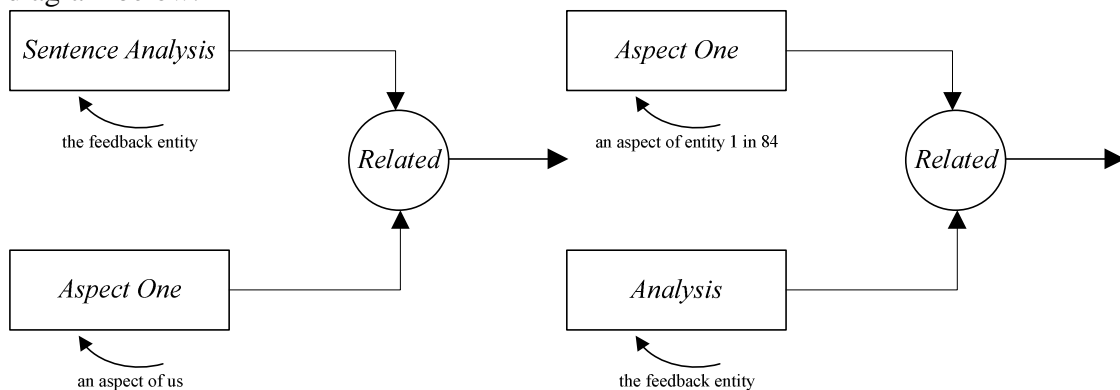 Sentence Analysis
the feedback entity
Related
Aspect One
an aspect of us
Aspect One
an aspect of entity 1 in 84
Related
Analysis
the feedback entity